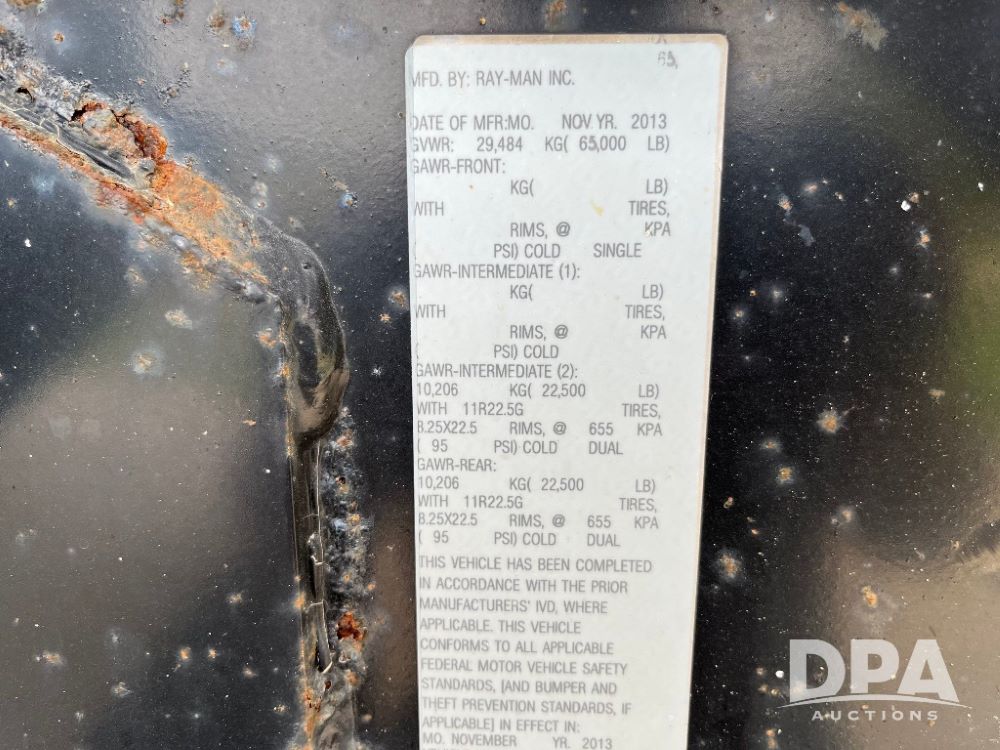 65,
MFD. BY: RAY-MAN INC.
DATE OF MFR:MO. NOV YR. 2013
GVWR: 29,484 KG( 65,000 LB)
GAWR-FRONT:
KG( LB)
WITH TIRES,
RIMS, @ KPA
PSI) COLD SINGLE
GAWR-INTERMEDIATE (1):
KG( LB)
WITH TIRES,
RIMS, @ KPA
( PSI) COLD
GAWR-INTERMEDIATE (2):
10,206 KG( 22,500 LB)
WITH 11R22.5G TIRES,
8.25X22.5 RIMS, @ 655 KPA
( 95 PSI) COLD DUAL
GAWR-REAR:
10,206 KG( 22,500 LB)
WITH 11R22.5G TIRES,
8.25X22.5 RIMS, @ 655 KPA
( 95 PSI) COLD DUAL
THIS VEHICLE HAS BEEN COMPLETED
IN ACCORDANCE WITH THE PRIOR
MANUFACTURERS' IVD, WHERE
APPLICABLE. THIS VEHICLE
CONFORMS TO ALL APPLICABLE
FEDERAL MOTOR VEHICLE SAFETY
STANDARDS, [AND BUMPER AND
THEFT PREVENTION STANDARDS, IF
APPLICABLE] IN EFFECT IN:
MO. NOVEMBER YR. 2013
DPA
AUCTIONS